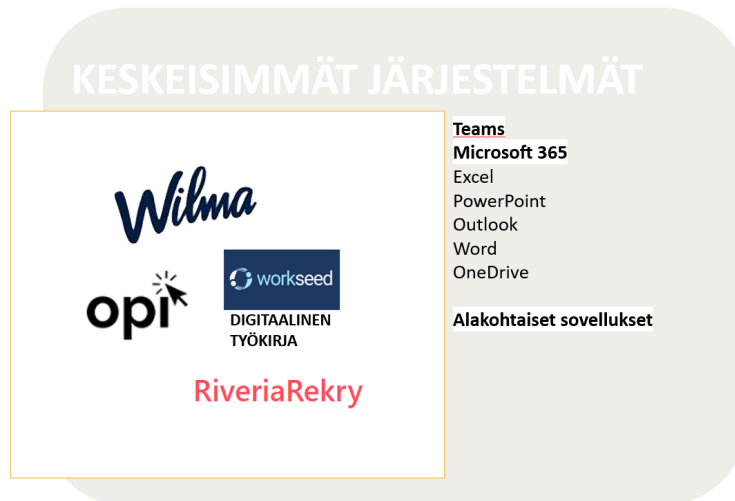 KESKEISIMMÄT JÄRJESTELMÄT
Wilma
opi
workseed
DIGITAALINEN
TYÖKIRJA
RiveriaRekry
Teams
Microsoft 365
Excel
PowerPoint
Outlook
Word
OneDrive
Alakohtaiset sovellukset